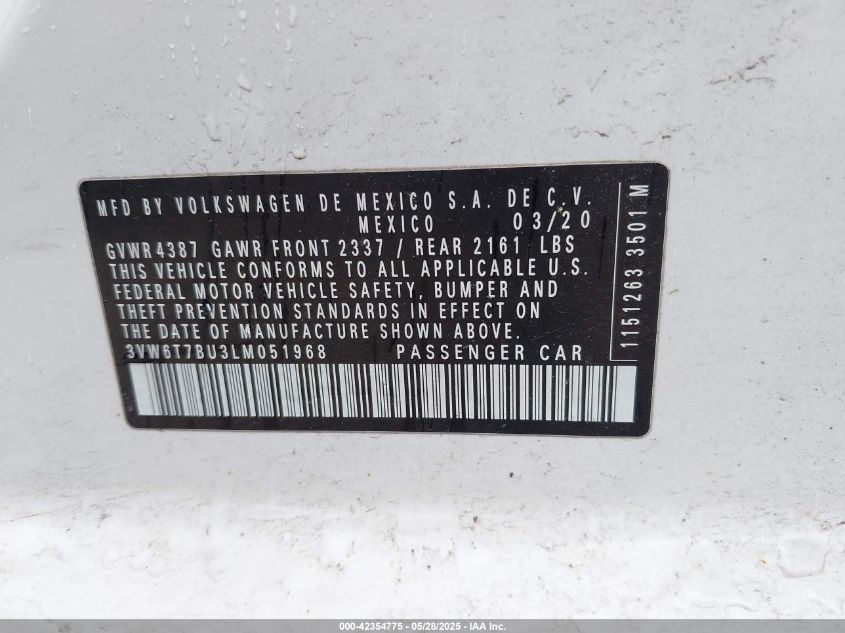 MFD BY VOLKSWAGEN DE MEXICO S.A. DE C.V.
MEXICO 03/20
GVWR 4387 GAWR FRONT 2337 / REAR 2161 LBS
THIS VEHICLE CONFORMS TO ALL APPLICABLE U.S.
FEDERAL MOTOR VEHICLE SAFETY, BUMPER AND
THEFT PREVENTION STANDARDS IN EFFECT ON
THE DATE OF MANUFACTURE SHOWN ABOVE.
3VW6T7BU3LM051968 PASSENGER CAR
1151263 3501 M
000-42354775 - 05/28/2025 - IAA Inc.